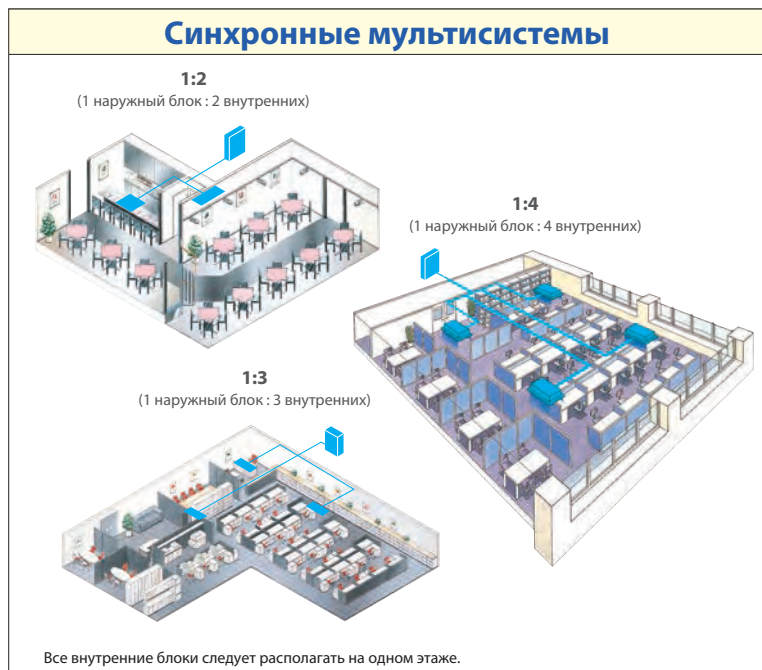 Синхронные мультисистемы
1:2
(1 наружный блок : 2 внутренних)
1:4
(1 наружный блок : 4 внутренних)
1:3
(1 наружный блок : 3 внутренних)
Все внутренние блоки следует располагать на одном этаже.